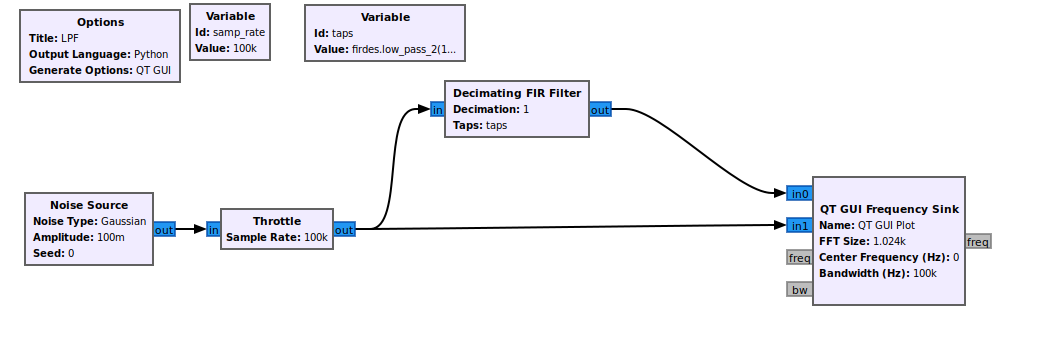 Options
Title: LPF
Output Language: Python
Generate Options: QT GUI
Variable
Id: samp_rate
Value: 100k
Variable
Id: taps
Value: firdes.low_pass_2(1...
Decimating FIR Filter
Decimation: 1
Taps: taps
in
out
Noise Source
Noise Type: Gaussian
Amplitude: 100m
Seed: 0
out
in
Throttle
Sample Rate: 100k
out
in0
in1
freq
bw
QT GUI Frequency Sink
Name: QT GUI Plot
FFT Size: 1.024k
Center Frequency (Hz): 0
Bandwidth (Hz): 100k
freq